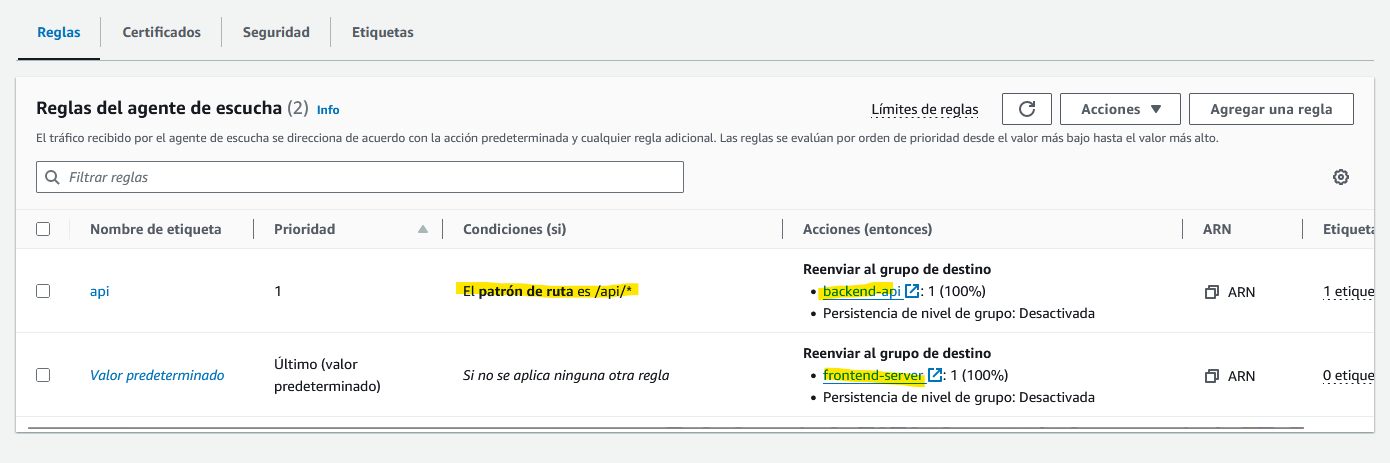 Reglas Certificados Seguridad Etiquetas
Reglas del agente de escucha (2) Info Límites de reglas Acciones Agregar una regla
El tráfico recibido por el agente de escucha se direcciona de acuerdo con la acción predeterminada y cualquier regla adicional. Las reglas se evalúan por orden de prioridad desde el valor más bajo hasta el valor más alto.
Filtrar reglas
Nombre de etiqueta Prioridad Condiciones (si) Acciones (entonces) ARN Etiqueta
Reenviar al grupo de destino
api 1 El patrón de ruta es /api/* • backend-api : 1 (100%) ARN 1 etique
• Persistencia de nivel de grupo: Desactivada
Reenviar al grupo de destino
Valor predeterminado Último (valor predeterminado) Si no se aplica ninguna otra regla • frontend-server : 1 (100%) ARN 0 etique
• Persistencia de nivel de grupo: Desactivada